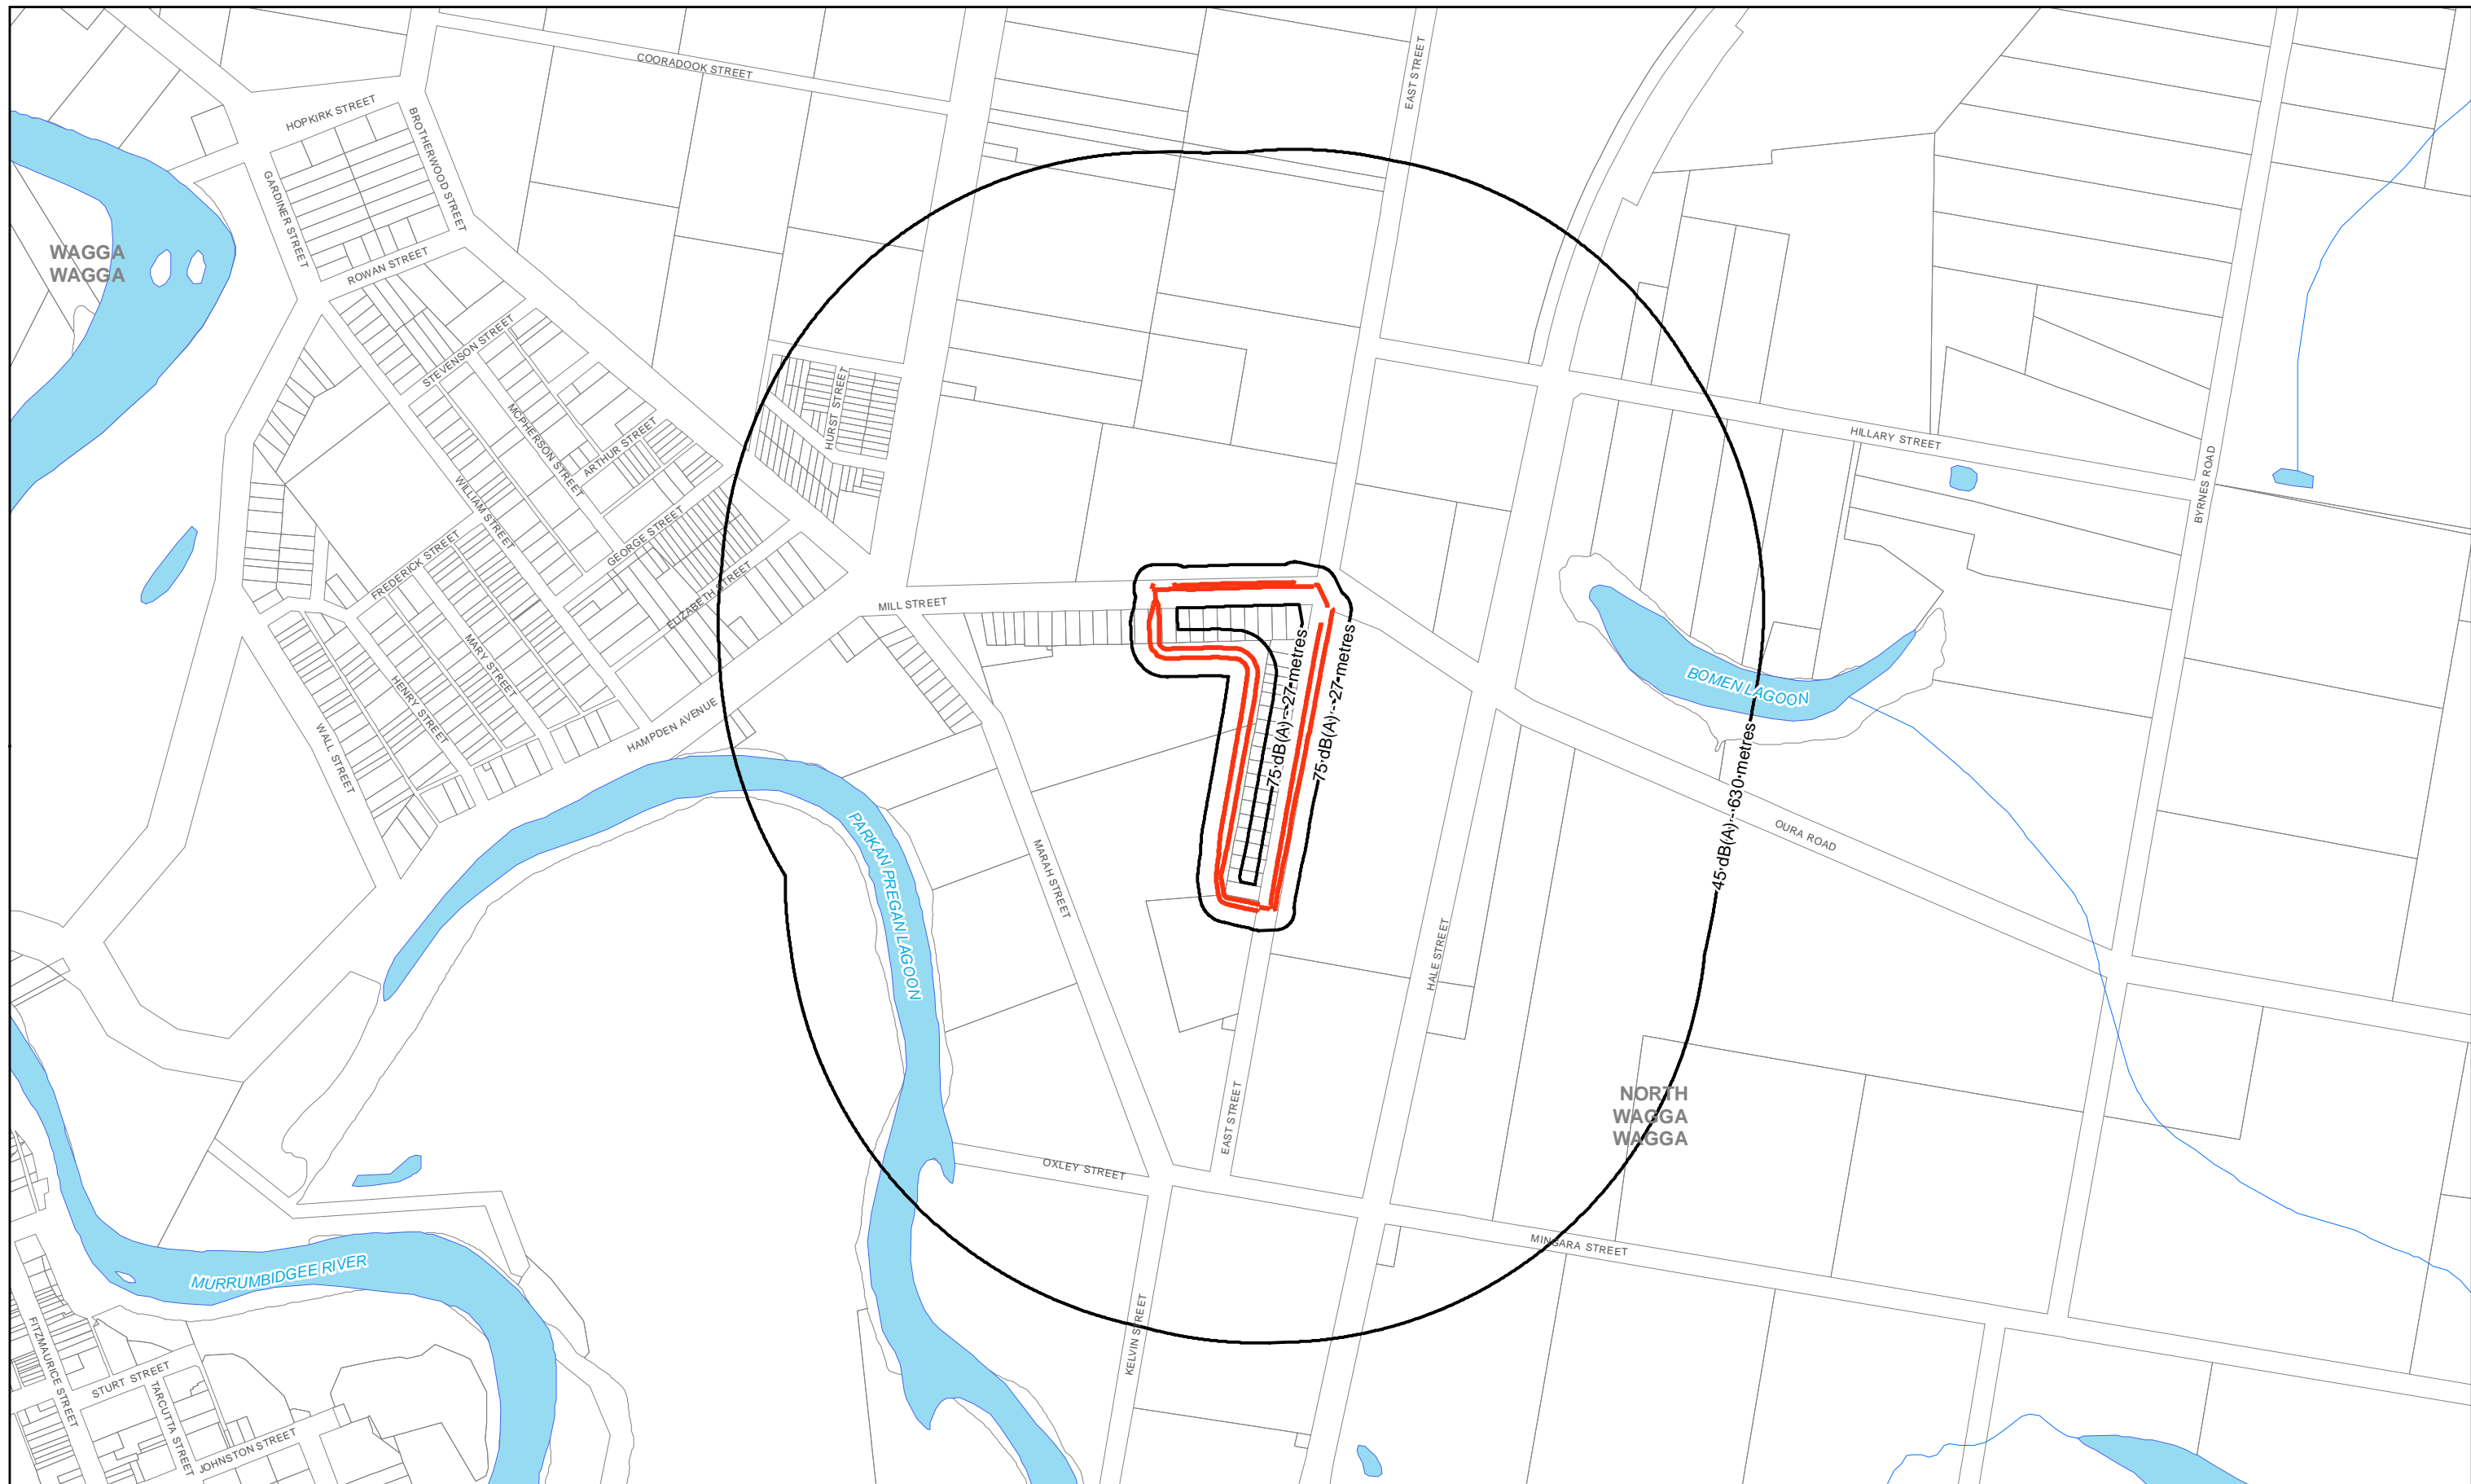 COORADOOK STREET
EAST STREET
HOPKIRK STREET
BROTHERWOOD STREET
GARDINER STREET
WAGGA
WAGGA
ROWAN STREET
STEVENSON STREET
HURST STREET
MCPHERSON STREET
ARTHUR STREET
HILLARY STREET
BYRNES ROAD
WILLIAM STREET
GEORGE STREET
FREDERICK STREET
ELIZABETH STREET
MILL STREET
MARY STREET
HENRY STREET
WALL STREET
HAMPDEN AVENUE
75 dB(A) - 27 metres
75 dB(A) - 27 metres
BOMEN LAGOON
45 dB(A) - 630 metres
OURA ROAD
PARKAN PREGAN LAGOON
MARAH STREET
HALE STREET
EAST STREET
NORTH
WAGGA
WAGGA
OXLEY STREET
MINGARA STREET
MURRUMBIDGEE RIVER
KELVIN STREET
FITZMAURICE STREET
STURT STREET
TARCUTTA STREET
JOHNSTON STREET